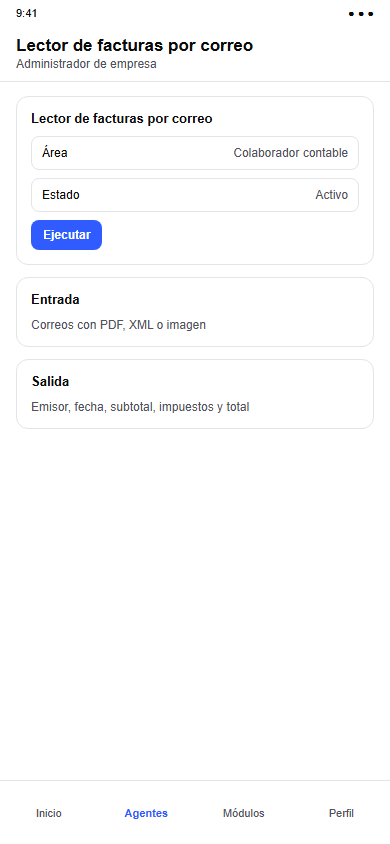 9:41
Lector de facturas por correo
Administrador de empresa
Lector de facturas por correo
Área Colaborador contable
Estado Activo
Ejecutar
Entrada
Correos con PDF, XML o imagen
Salida
Emisor, fecha, subtotal, impuestos y total
Inicio Agentes Módulos Perfil